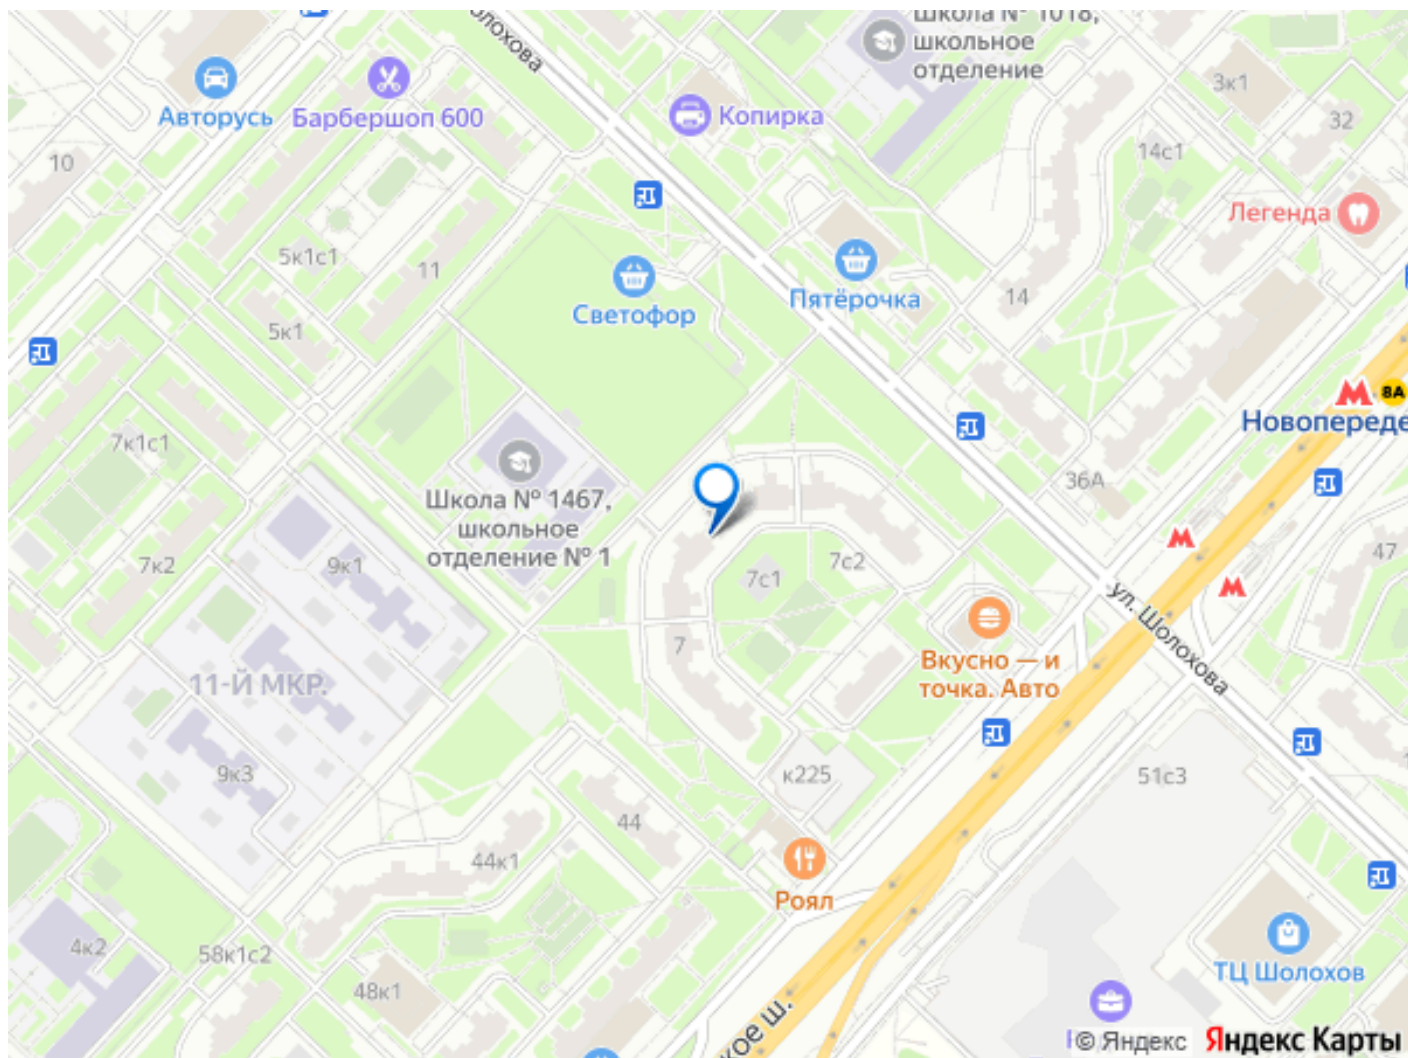 Школа № 1018,
школьное
отделение
олохова
3к1
Авторусь
Барбершоп 600
Копирка
32
10
14с1
Легенда
5к1с1
11
Пятёрочка
14
Светофор
5к1
8А
Новопереде
7к1с1
36А
Школа № 1467,
школьное
отделение № 1
47
7к2
9к1
7с1
7с2
ул. Шолохова
7
Вкусно — и
точка. Авто
11-Й МКР.
9к3
к225
51с3
44
44к1
Роял
4к2
58к1с2
ТЦ Шолохов
48к1
кое ш.
© Яндекс
Яндекс Карты